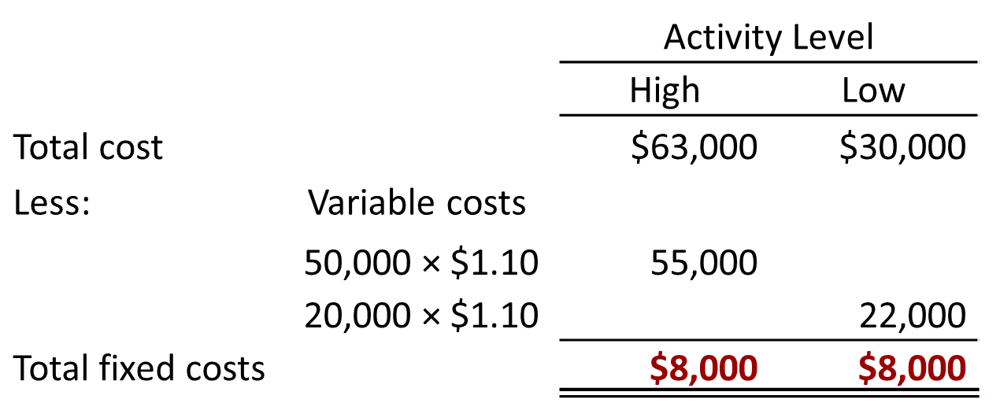 Activity Level
High Low
Total cost $63,000 $30,000
Less: Variable costs
50,000 × $1.10 55,000
20,000 × $1.10 22,000
Total fixed costs $8,000 $8,000